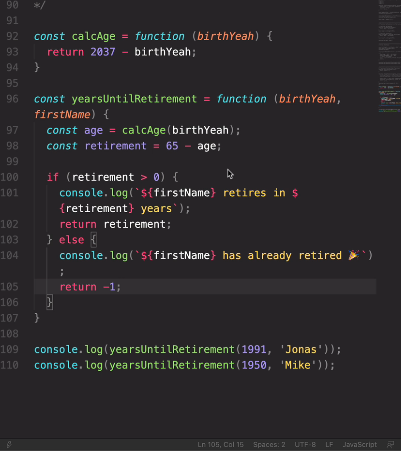 90 */
91
92 const calcAge = function (birthYeah) {
93 return 2037 - birthYeah;
94 }
95
96 const yearsUntilRetirement = function (birthYeah,
firstName) {
97 const age = calcAge(birthYeah);
98 const retirement = 65 - age;
99
100 if (retirement > 0) {
101 console.log(`${firstName} retires in $
{retirement} years`);
102 return retirement;
103 } else {
104 console.log(`${firstName} has already retired 🎉`)
;
105 return -1;
106 }
107 }
108
109 console.log(yearsUntilRetirement(1991, 'Jonas'));
110 console.log(yearsUntilRetirement(1950, 'Mike'));
Ln 105, Col 15 Spaces: 2 UTF-8 LF JavaScript